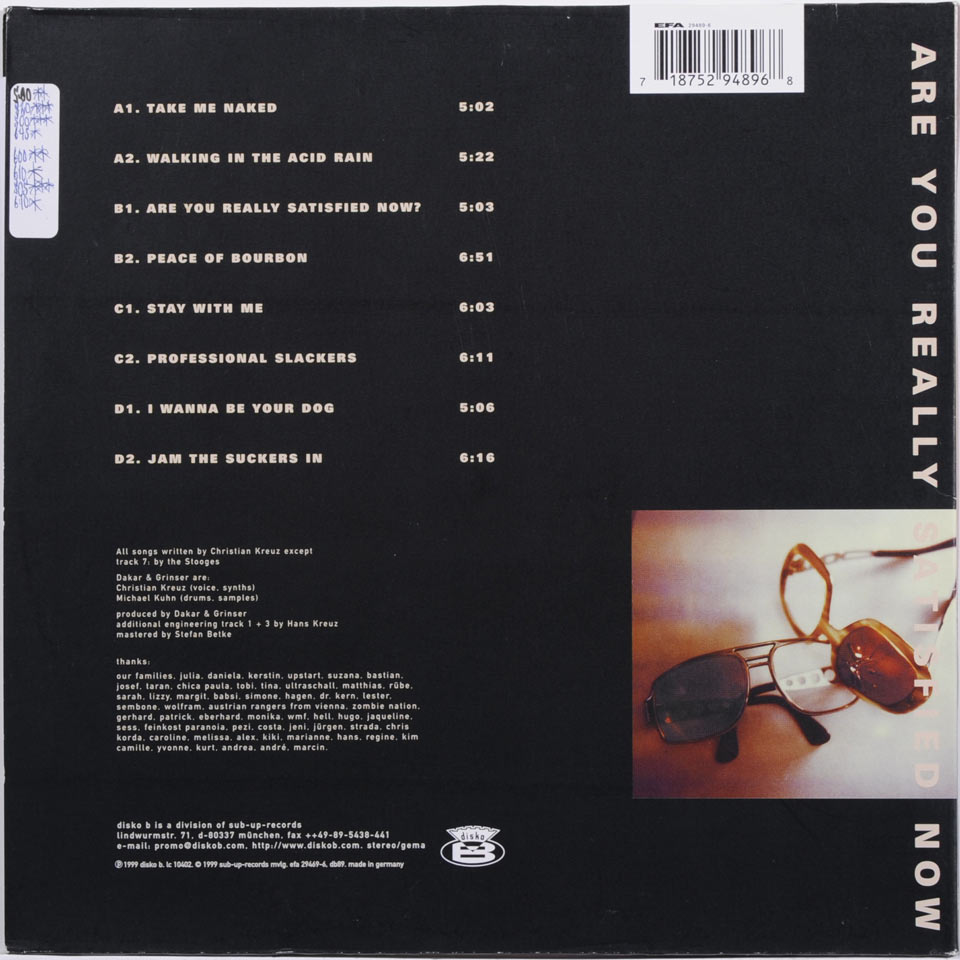 EFA 29489-6
7 18752 94896 8
600**
610*
805***
670*
A1. TAKE ME NAKED 5:02
A2. WALKING IN THE ACID RAIN 5:22
B1. ARE YOU REALLY SATISFIED NOW? 5:03
B2. PEACE OF BOURBON 6:51
C1. STAY WITH ME 6:03
C2. PROFESSIONAL SLACKERS 6:11
D1. I WANNA BE YOUR DOG 5:06
D2. JAM THE SUCKERS IN 6:16
All songs written by Christian Kreuz except
track 7: by the Stooges
Dakar & Grinser are:
Christian Kreuz (voice, synths)
Michael Kuhn (drums, samples)
produced by Dakar & Grinser
additional engineering track 1 + 3 by Hans Kreuz
mastered by Stefan Betke
thanks:
our families, julia, daniela, kerstin, upstart, suzana, bastian,
josef, taran, chica paula, tobi, tina, ultraschall, matthias, rübe,
sarah, lizzy, margit, babsi, simone, hagen, dr. kern, lester,
sembone, wolfram, austrian rangers from vienna, zombie nation,
gerhard, patrick, eberhard, monika, wmf, hell, hugo, jaqueline,
sess, feinkost paranoia, pezi, costa, jeni, jürgen, strada, chris
korda, caroline, melissa, alex, kiki, marianne, hans, regine, kim
camille, yvonne, kurt, andrea, andré, marcin.
disko b is a division of sub-up-records
lindwurmstr. 71, d-80337 münchen, fax ++49-89-5438-441
e-mail: promo@diskob.com, http://www.diskob.com. stereo/gema
℗ 1999 disko b. lc 10402. © 1999 sub-up-records mvlg. efa 29469-6. db89. made in germany
disko B
ARE YOU REALLY SATISFIED NOW